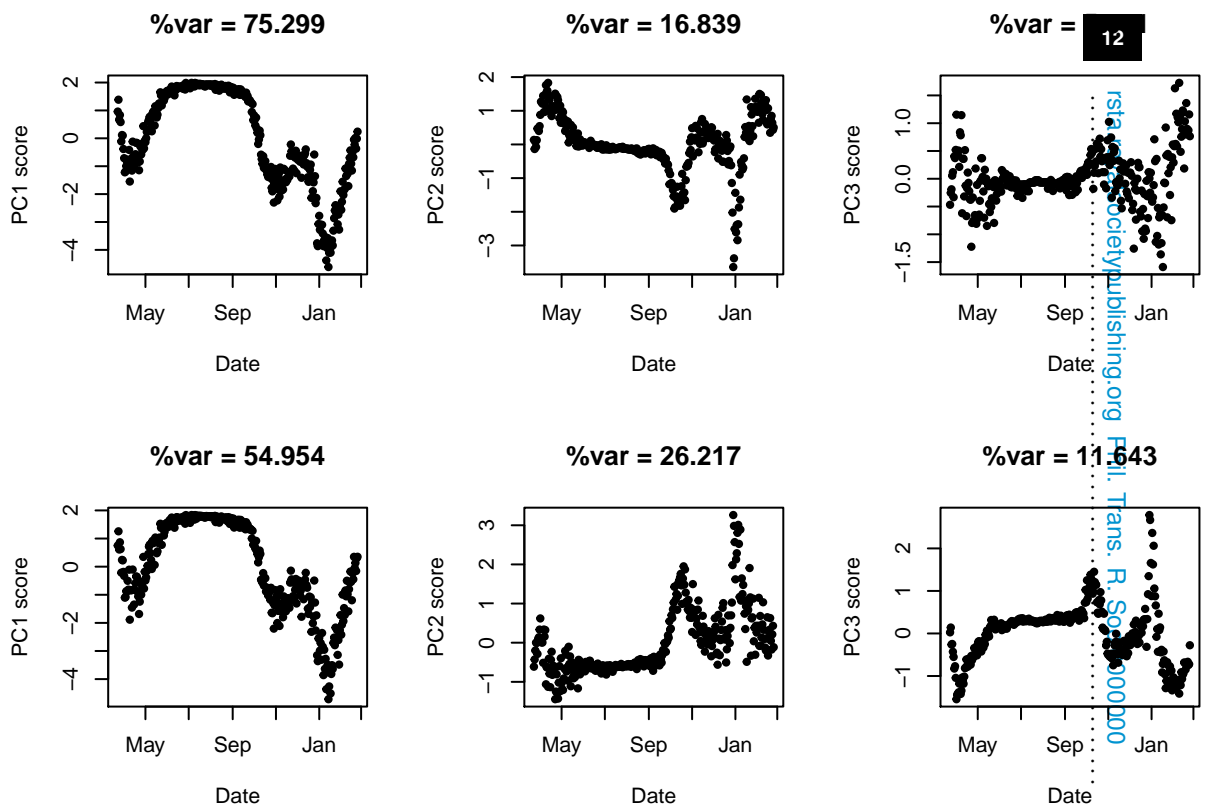 %var = 75.299
%var = 16.839
%var =
12
2
0
−2
−4
PC1 score
May
Sep
Jan
Date
2
1
−1
−3
PC2 score
May
Sep
Jan
Date
1.0
0.0
−1.5
PC3 score
May
Sep
Jan
Date
%var = 54.954
%var = 26.217
%var = 11.643
2
0
−2
−4
PC1 score
May
Sep
Jan
Date
3
2
1
0
−1
PC2 score
May
Sep
Jan
Date
2
1
0
−1
PC3 score
May
Sep
Jan
Date
rsta societypublishing.org Phil. Trans. R. Soc 000000